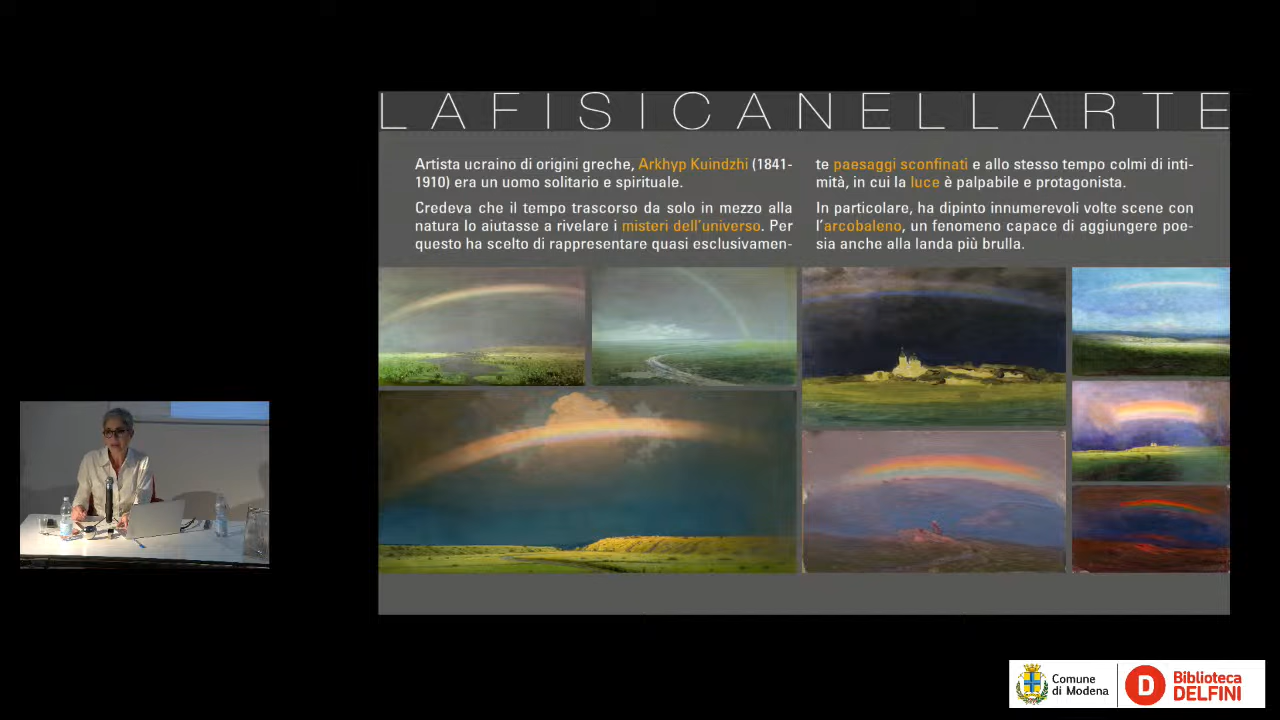 LAFISICANELLARTE
Artista ucraino di origini greche, Arkhyp Kuindzhi (1841-
1910) era un uomo solitario e spirituale.
Credeva che il tempo trascorso da solo in mezzo alla
natura lo aiutasse a rivelare i misteri dell'universo. Per
questo ha scelto di rappresentare quasi esclusivamen-
te paesaggi sconfinati e allo stesso tempo colmi di inti-
mità, in cui la luce è palpabile e protagonista.
In particolare, ha dipinto innumerevoli volte scene con
l'arcobaleno, un fenomeno capace di aggiungere poe-
sia anche alla landa più brulla.
Comune
di Modena
D
Biblioteca
DELFINI